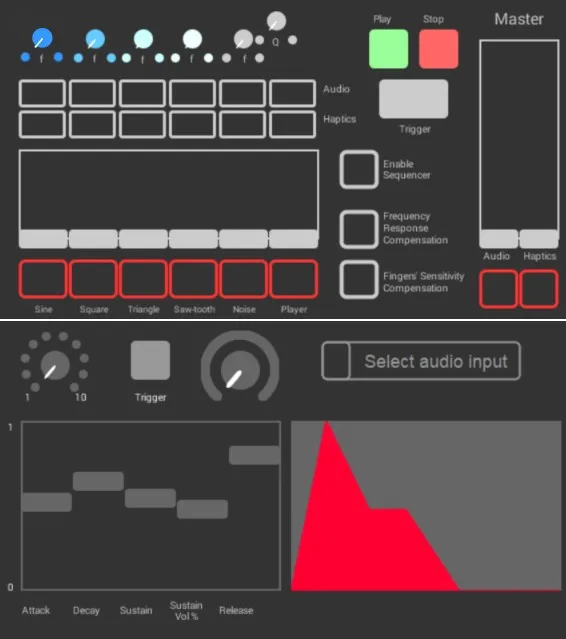 Play Stop Master
f f f f f Q
Audio
Haptics
Trigger
Enable
Sequencer
Frequency
Response
Compensation
Audio Haptics
Fingers' Sensitivity
Compensation
Sine Square Triangle Saw-tooth Noise Player
Select audio input
1 10 Trigger
1
0
Attack Decay Sustain Sustain
Vol % Release